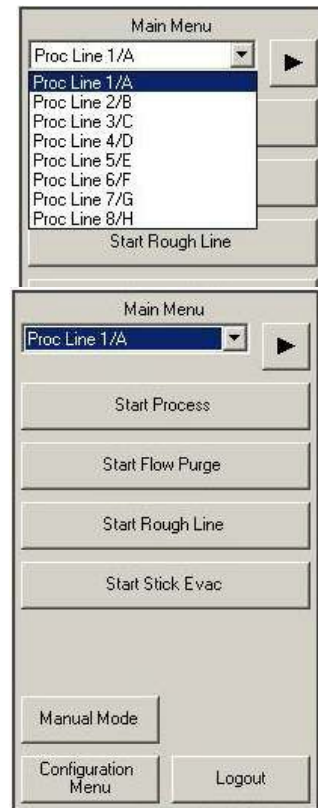 Main Menu
Proc Line 1/A
Proc Line 1/A
Proc Line 2/B
Proc Line 3/C
Proc Line 4/D
Proc Line 5/E
Proc Line 6/F
Proc Line 7/G
Proc Line 8/H
Start Rough Line
Main Menu
Proc Line 1/A
Start Process
Start Flow Purge
Start Rough Line
Start Stick Evac
Manual Mode
Configuration
Menu
Logout